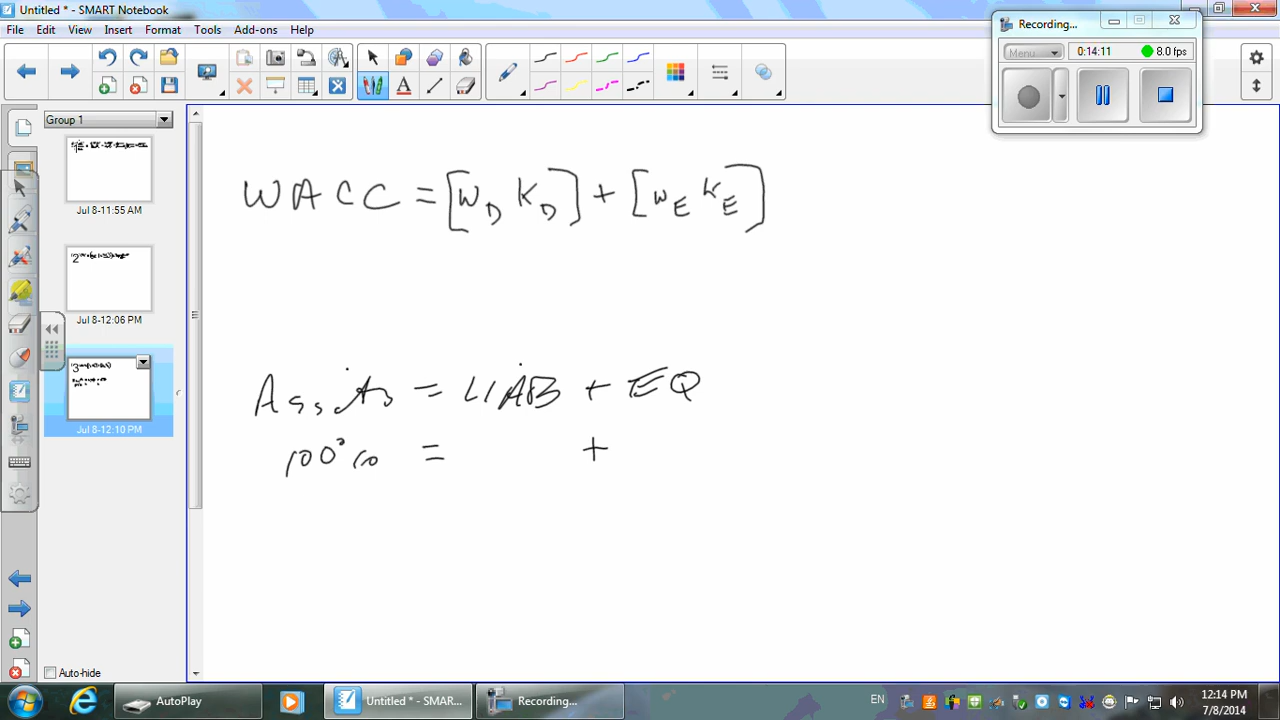 Untitled * - SMART Notebook
File Edit View Insert Format Tools Add-ons Help
Recording...
Menu 0:14:11 8.0 fps
Group 1
Jul 8-11:55 AM
Jul 8-12:06 PM
Jul 8-12:10 PM
WACC = [W_D K_D] + [W_E K_E]
Assets = LIAB + EQ
100% = +
Auto-hide
AutoPlay
Untitled * - SMAR...
Recording...
EN
12:14 PM
7/8/2014